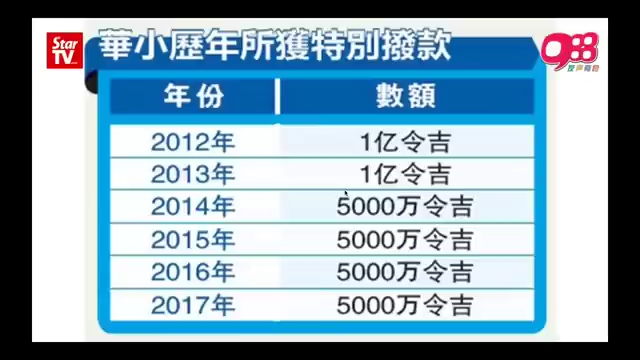 Star
TV
華小歷年所獲特別撥款
988
年份 數額
2012年 1亿令吉
2013年 1亿令吉
2014年 5000万令吉
2015年 5000万令吉
2016年 5000万令吉
2017年 5000万令吉